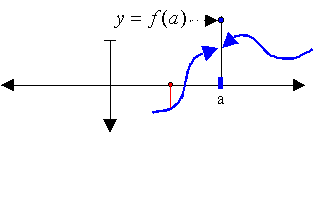 y = f(a)
a